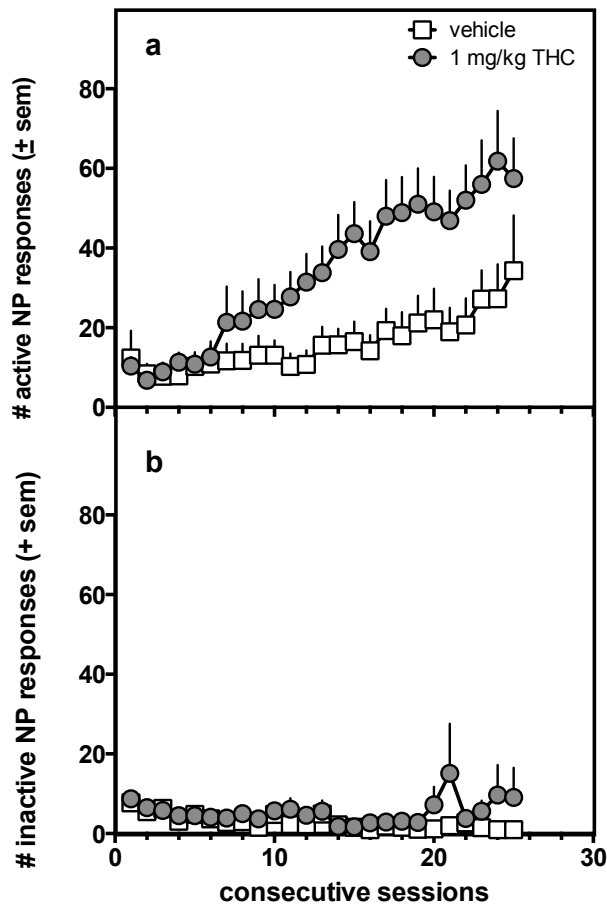 a
vehicle
1 mg/kg THC
# active NP responses (± sem)
80
60
40
20
0
b
# inactive NP responses (+ sem)
80
60
40
20
0
0 10 20 30
consecutive sessions